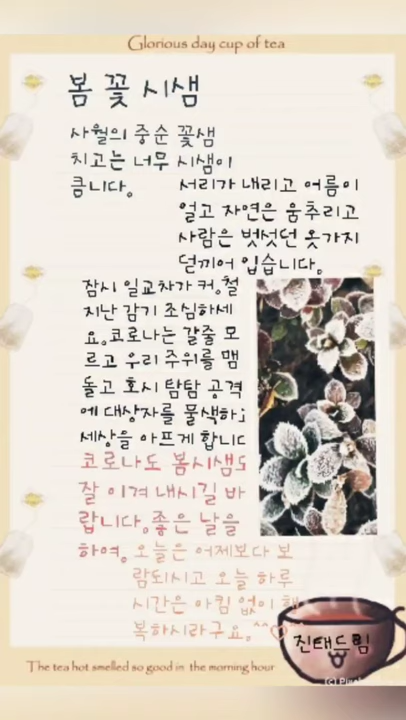 Glorious day cup of tea
봄 꽃 시샘
사월의 중순 꽃샘
치고는 너무 시샘이
큽니다.
서리가 내리고 어름이
얼고 자연은 움추리고
사람은 벗섯던 옷가지
덛끼어 입습니다.
잠시 일교차가 커.철
지난 감기 조심하세
요.코로나는 갈줄 모
르고 우리 주위를 맴
돌고 호시 탐탐 공격
에 대상자를 물색하
세상을 아프게 합니
코로나도 봄시샘도
잘 이겨 내시길 바
랍니다.좋은 날을
하여. 오늘은 어제보다 보
람되시고 오늘 하루
시간은 아낌 없이 채
복하시라구요.^^♡
진태드림
The tea hot smelled so good in the morning hour